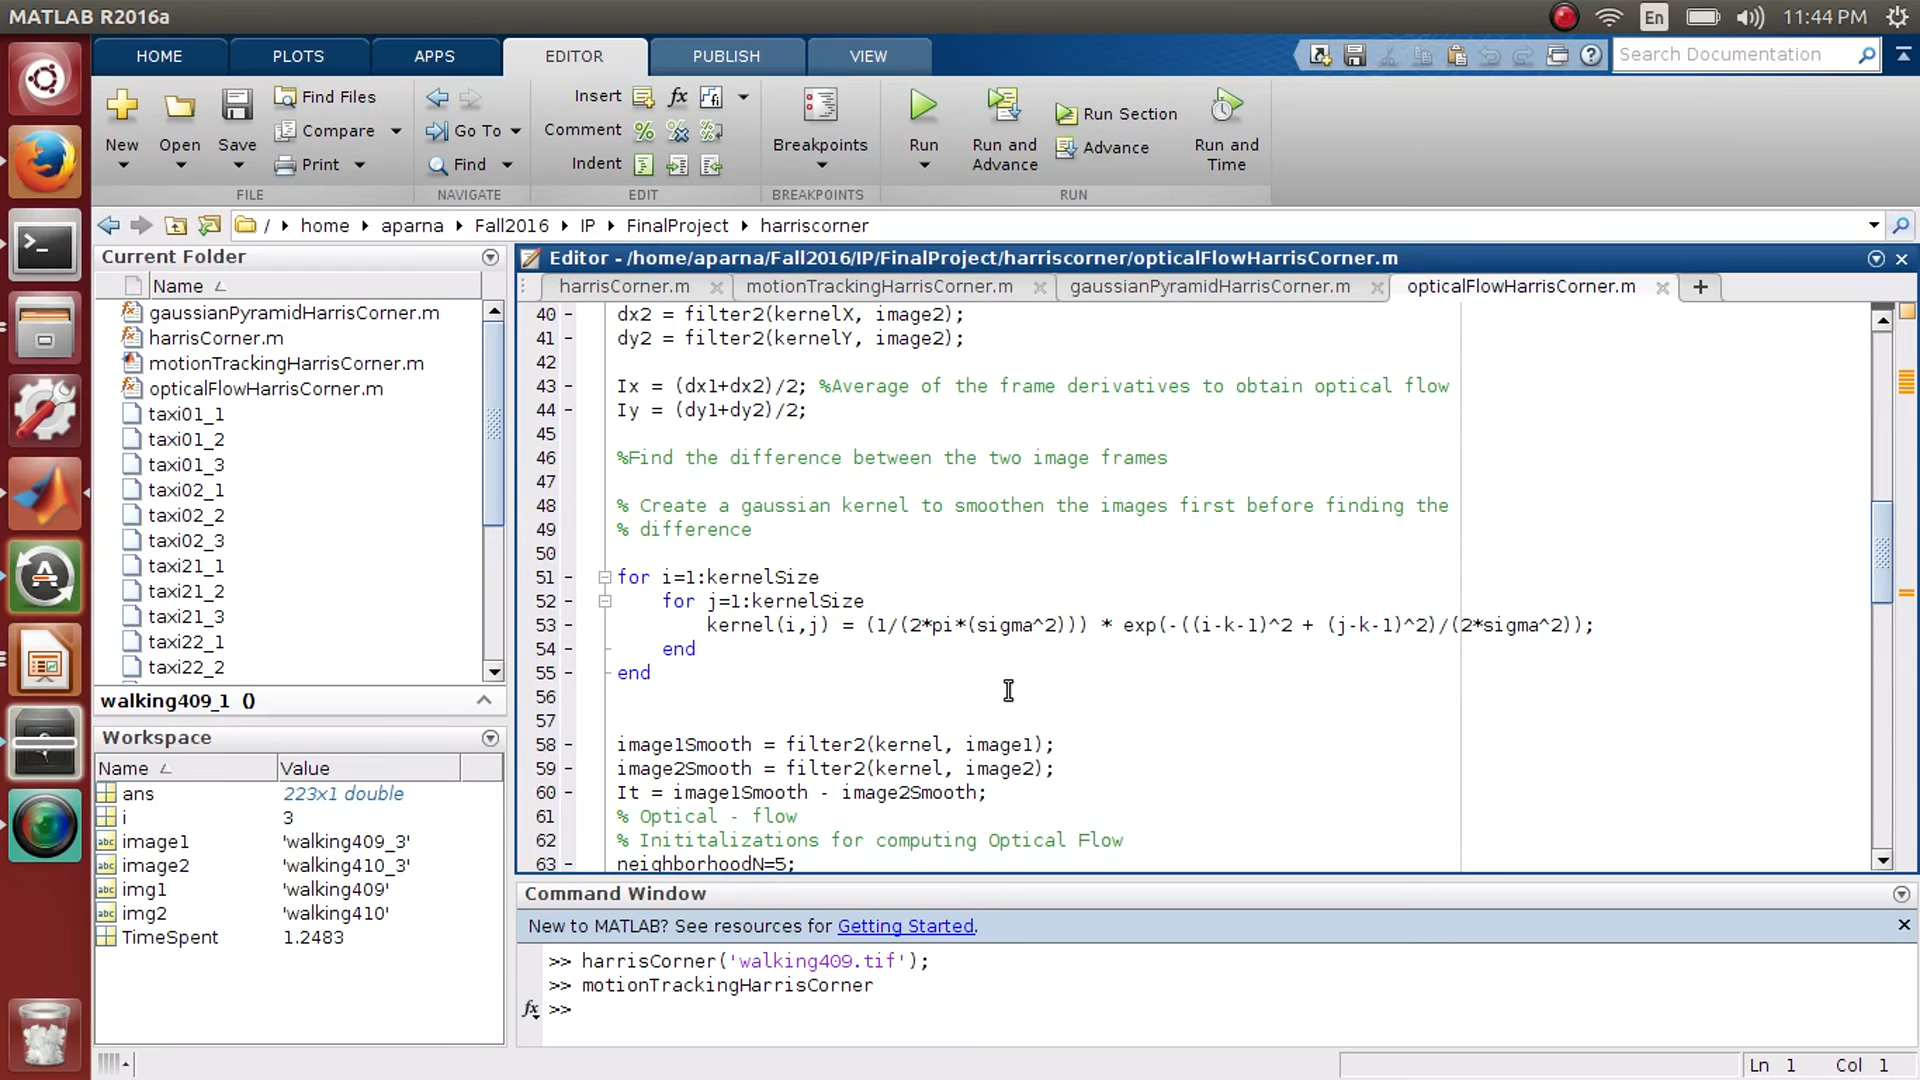 MATLAB R2016a
En
11:44 PM
HOME
PLOTS
APPS
EDITOR
PUBLISH
VIEW
Search Documentation
New
Open
Save
Find Files
Compare
Print
FILE
Go To
Find
NAVIGATE
Insert
fx
Comment
Indent
EDIT
Breakpoints
BREAKPOINTS
Run
Run and
Advance
Run Section
Advance
Run and
Time
RUN
/ home aparna Fall2016 IP FinalProject harriscorner
Current Folder
Name
gaussianPyramidHarrisCorner.m
harrisCorner.m
motionTrackingHarrisCorner.m
opticalFlowHarrisCorner.m
taxi01_1
taxi01_2
taxi01_3
taxi02_1
taxi02_2
taxi02_3
taxi21_1
taxi21_2
taxi21_3
taxi22_1
taxi22_2
walking409_1 ()
Workspace
Name Value
ans 223x1 double
i 3
image1 'walking409_3'
image2 'walking410_3'
img1 'walking409'
img2 'walking410'
TimeSpent 1.2483
Editor - /home/aparna/Fall2016/IP/FinalProject/harriscorner/opticalFlowHarrisCorner.m
harrisCorner.m
motionTrackingHarrisCorner.m
gaussianPyramidHarrisCorner.m
opticalFlowHarrisCorner.m
40 - dx2 = filter2(kernelX, image2);
41 - dy2 = filter2(kernelY, image2);
42
43 - Ix = (dx1+dx2)/2; %Average of the frame derivatives to obtain optical flow
44 - Iy = (dy1+dy2)/2;
45
46 %Find the difference between the two image frames
47
48 % Create a gaussian kernel to smoothen the images first before finding the
49 % difference
50
51 - for i=1:kernelSize
52 - for j=1:kernelSize
53 - kernel(i,j) = (1/(2*pi*(sigma^2))) * exp(-((i-k-1)^2 + (j-k-1)^2)/(2*sigma^2));
54 - end
55 - end
56
57
58 - image1Smooth = filter2(kernel, image1);
59 - image2Smooth = filter2(kernel, image2);
60 - It = image1Smooth - image2Smooth;
61 % Optical - flow
62 % Inititalizations for computing Optical Flow
63 - neighborhoodN=5;
Command Window
New to MATLAB? See resources for Getting Started.
>> harrisCorner('walking409.tif');
>> motionTrackingHarrisCorner
fx >>
Ln 1 Col 1